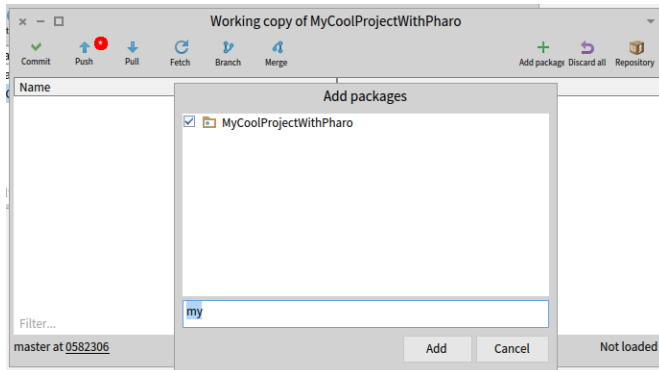 Working copy of MyCoolProjectWithPharo
Commit
Push
Pull
Fetch
Branch
Merge
Add package
Discard all
Repository
Name
Add packages
MyCoolProjectWithPharo
my
Filter...
Add
Cancel
master at 0582306
Not loaded